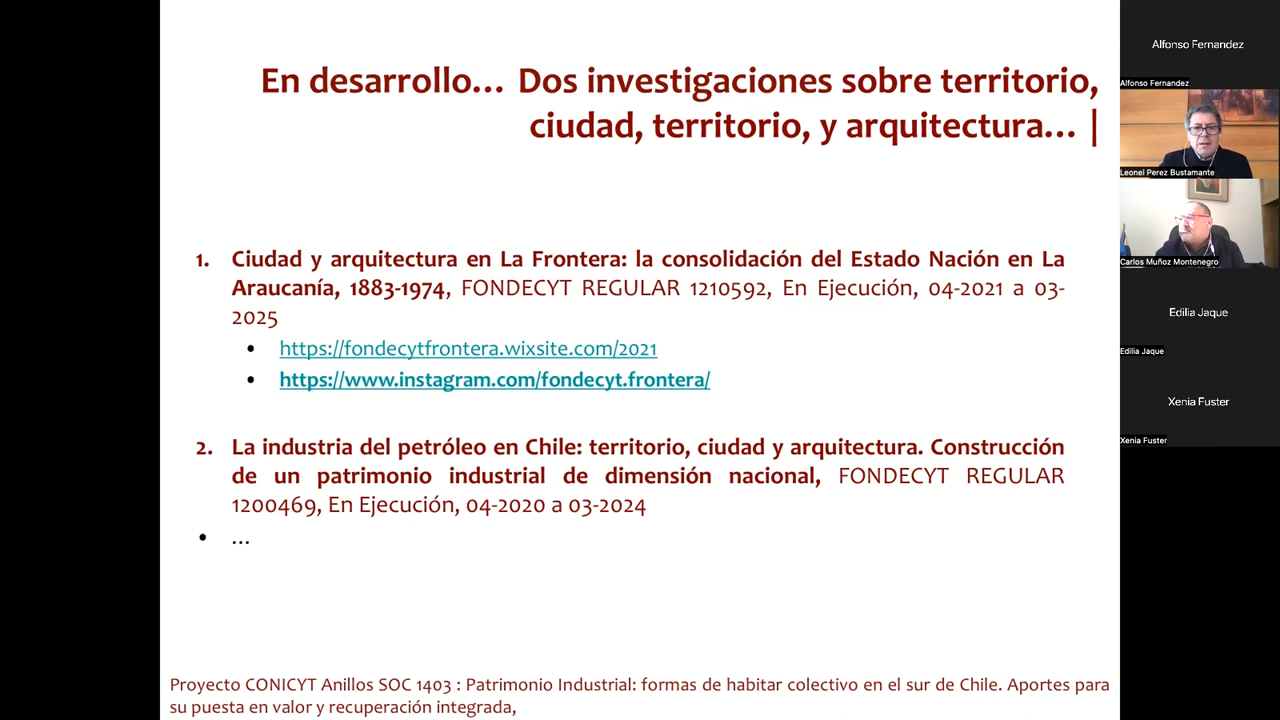 En desarrollo... Dos investigaciones sobre territorio,
ciudad, territorio, y arquitectura... |
1. Ciudad y arquitectura en La Frontera: la consolidación del Estado Nación en La
Araucanía, 1883-1974, FONDECYT REGULAR 1210592, En Ejecución, 04-2021 a 03-
2025
• https://fondecytfrontera.wixsite.com/2021
• https://www.instagram.com/fondecyt.frontera/
2. La industria del petróleo en Chile: territorio, ciudad y arquitectura. Construcción
de un patrimonio industrial de dimensión nacional, FONDECYT REGULAR
1200469, En Ejecución, 04-2020 a 03-2024
• ...
Proyecto CONICYT Anillos SOC 1403 : Patrimonio Industrial: formas de habitar colectivo en el sur de Chile. Aportes para
su puesta en valor y recuperación integrada,
Alfonso Fernandez
Alfonso Fernandez
Leonel Perez Bustamante
Carlos Muñoz Montenegro
Edilia Jaque
Edilia Jaque
Xenia Fuster
Xenia Fuster